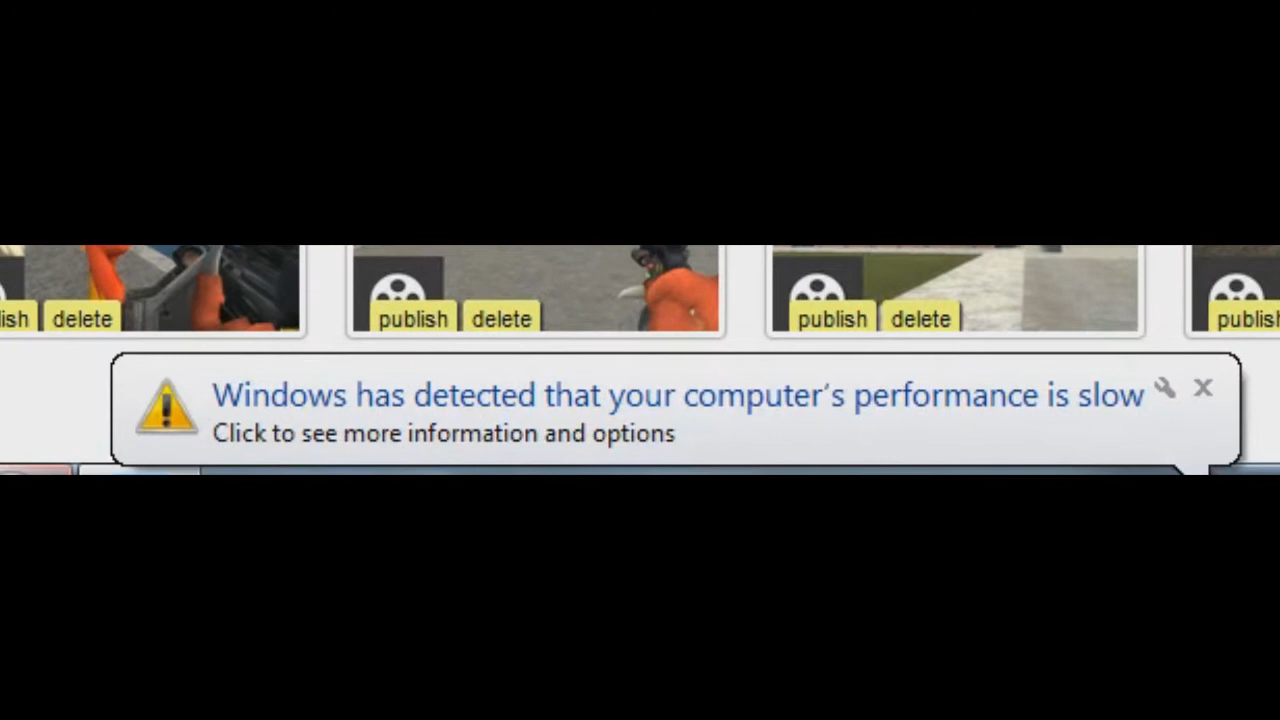 lish delete publish delete publish delete publish
Windows has detected that your computer's performance is slow
Click to see more information and options